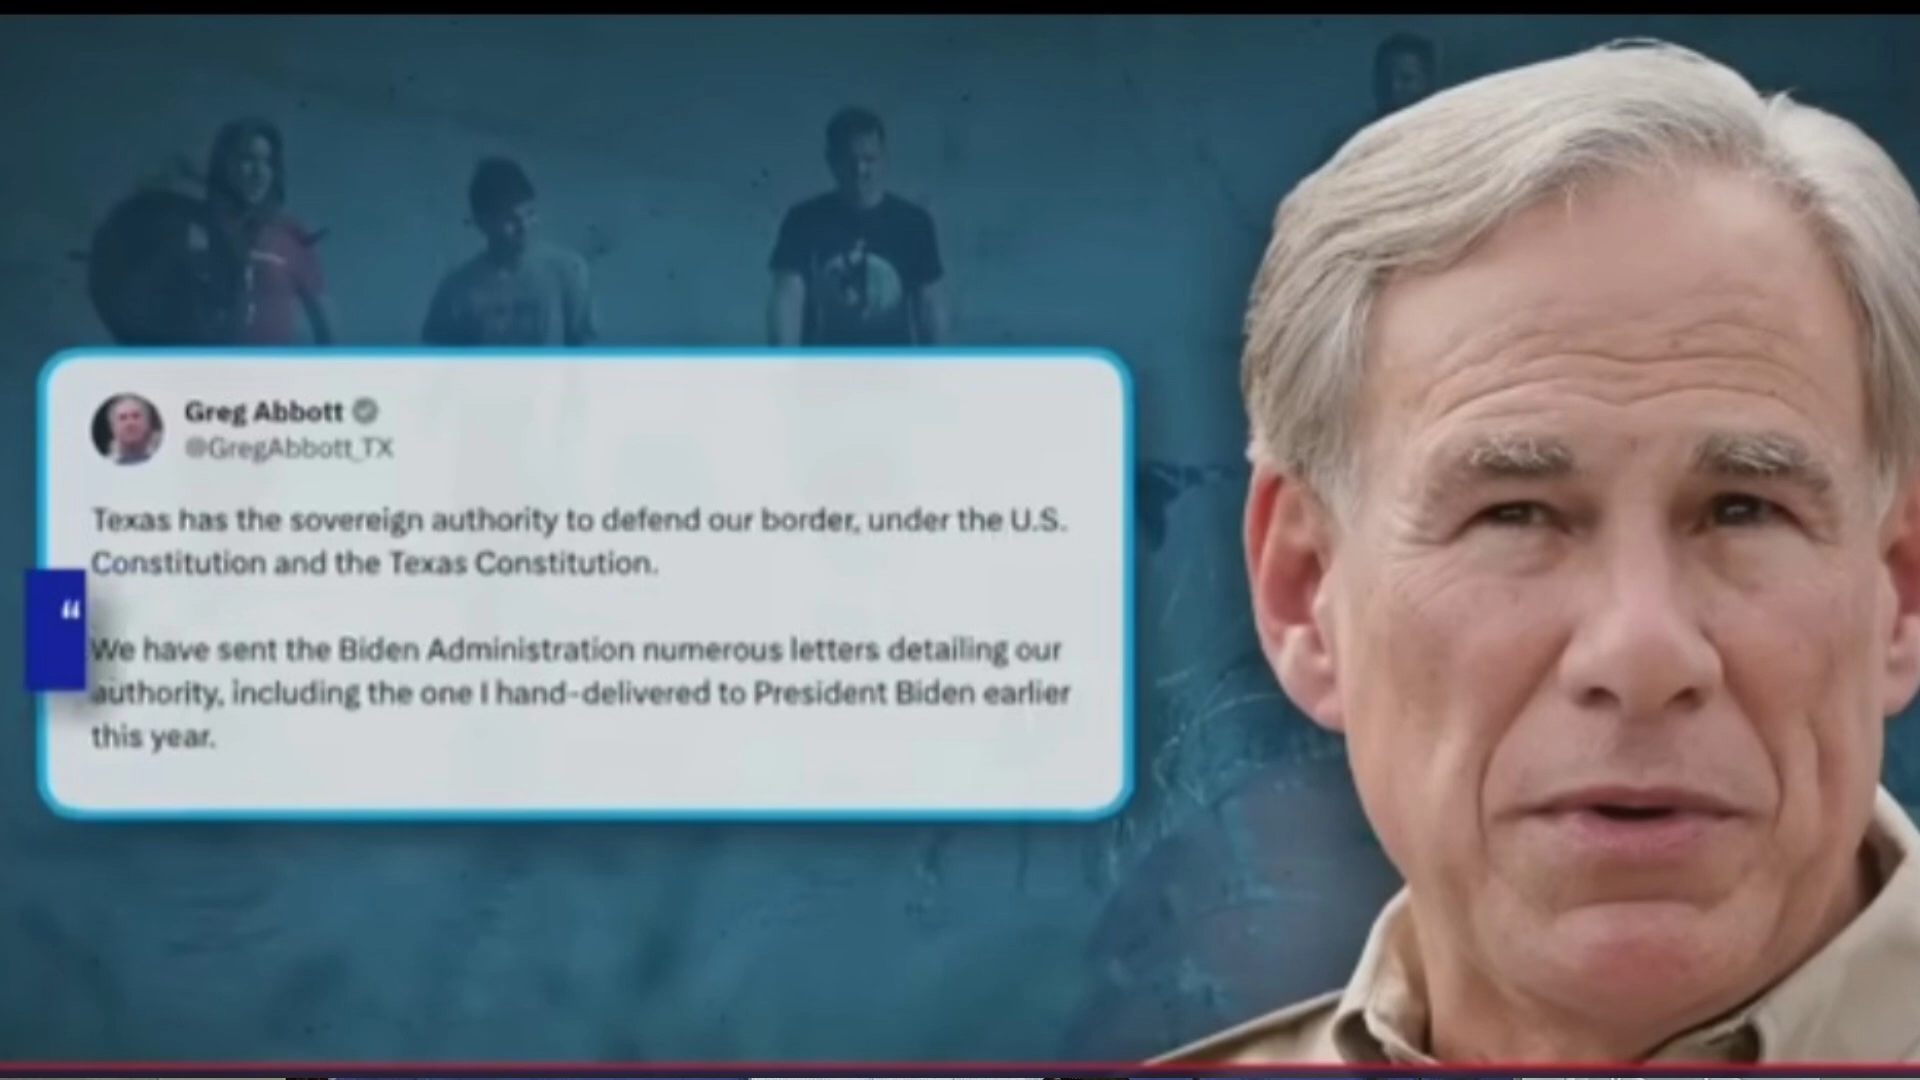 Greg Abbott
@GregAbbott_TX
Texas has the sovereign authority to defend our border, under the U.S.
Constitution and the Texas Constitution.
“
We have sent the Biden Administration numerous letters detailing our
authority, including the one I hand-delivered to President Biden earlier
this year.